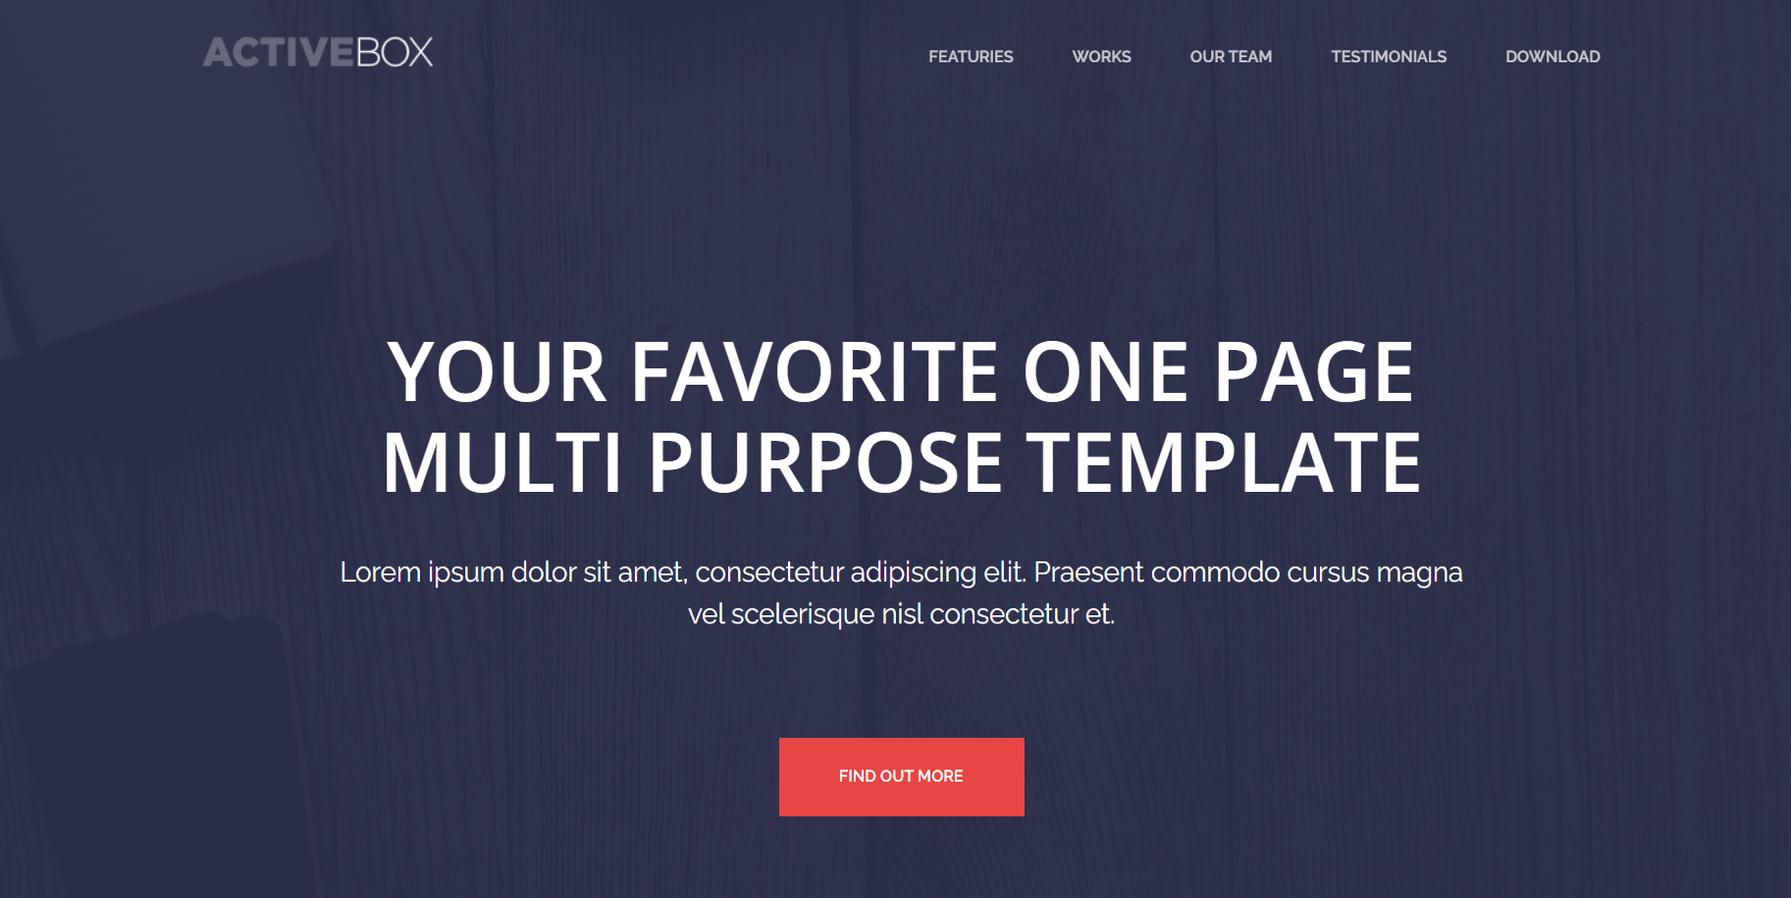 ACTIVEBOX
FEATURIES WORKS OUR TEAM TESTIMONIALS DOWNLOAD
YOUR FAVORITE ONE PAGE
MULTI PURPOSE TEMPLATE
Lorem ipsum dolor sit amet, consectetur adipiscing elit. Praesent commodo cursus magna
vel scelerisque nisl consectetur et.
FIND OUT MORE